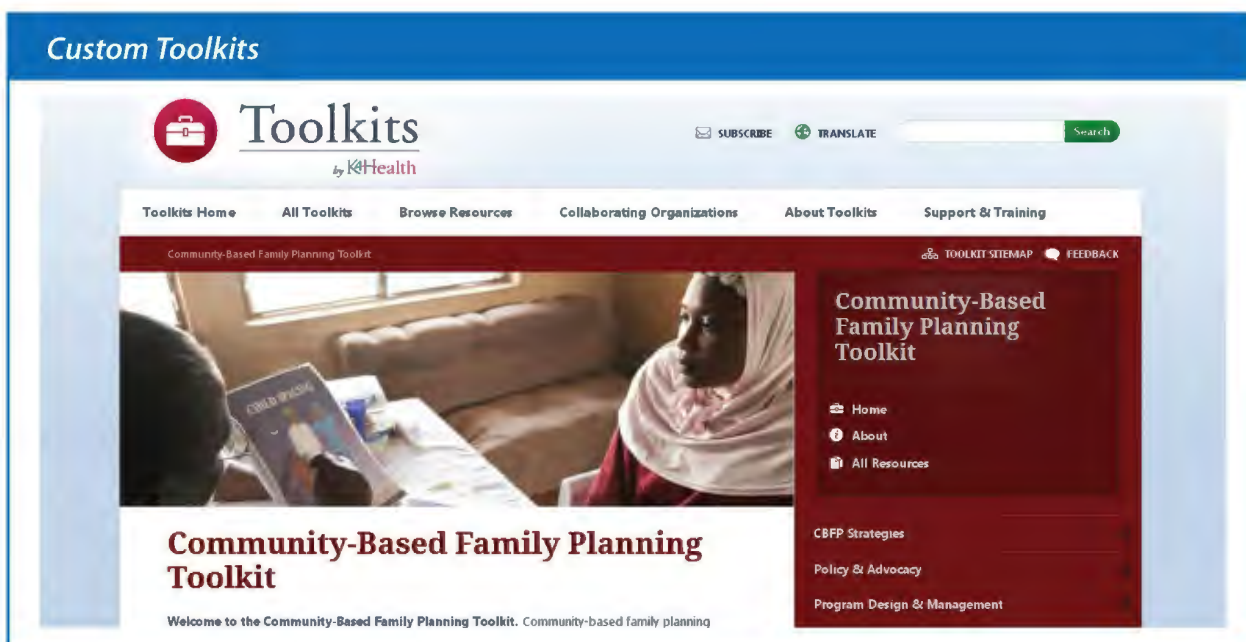 Custom Toolkits
Toolkits
by K4Health
SUBSCRIBE
TRANSLATE
Search
Toolkits Home
All Toolkits
Browse Resources
Collaborating Organizations
About Toolkits
Support & Training
Community-Based Family Planning Toolkit
TOOLKIT SITEMAP
FEEDBACK
CHILD SPACING
Community-Based
Family Planning
Toolkit
Home
About
All Resources
CBFP Strategies
Policy & Advocacy
Program Design & Management
Community-Based Family Planning
Toolkit
Welcome to the Community-Based Family Planning Toolkit. Community-based family planning